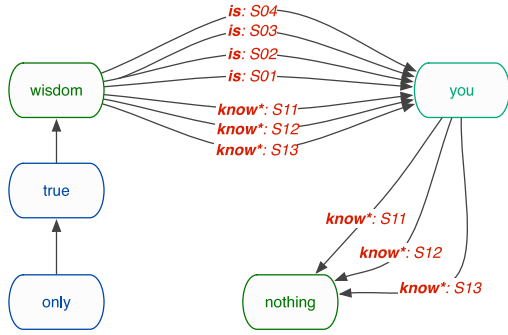 is: S04
is: S03
is: S02
wisdom
is: S01
you
know*: S11
know*: S12
know*: S13
true
know*: S11
know*: S12
know*: S13
only
nothing